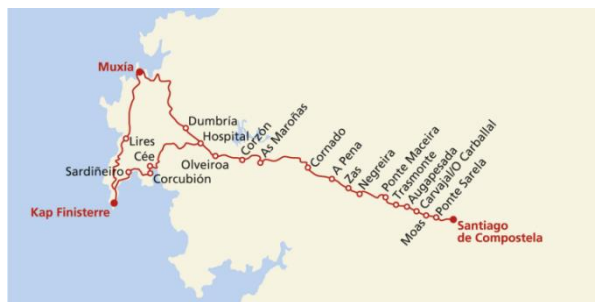 Muxía
Dumbría
Hospital
Lires
Cée
Sardiñeiro
Corcubión
Kap Finisterre
Olveiroa
Corzón
As Maroñas
Cornado
A Pena
Zas
Negreira
Ponte Maceira
Trasmonte
Augapesada
Carvajal/O Carballal
Moas
Ponte Sarela
Santiago
de Compostela